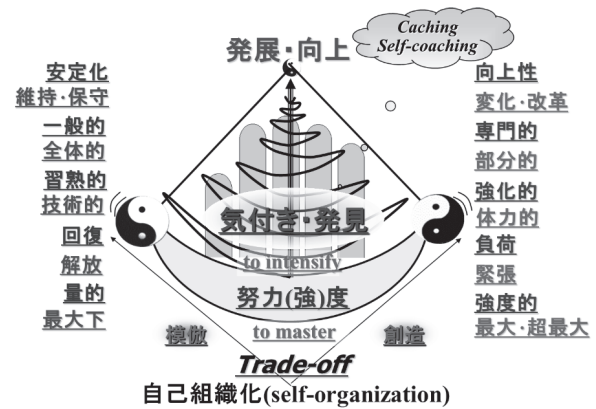 Caching
Self-coaching
発展・向上
安定化
維持・保守
一般的
全体的
習熟的
技術的
回復
解放
量的
最大下
向上性
変化・改革
専門的
部分的
強化的
体力的
負荷
緊張
強度的
最大・超最大
気付き・発見
to intensify
努力(強)度
to master
模倣
創造
Trade-off
自己組織化(self-organization)